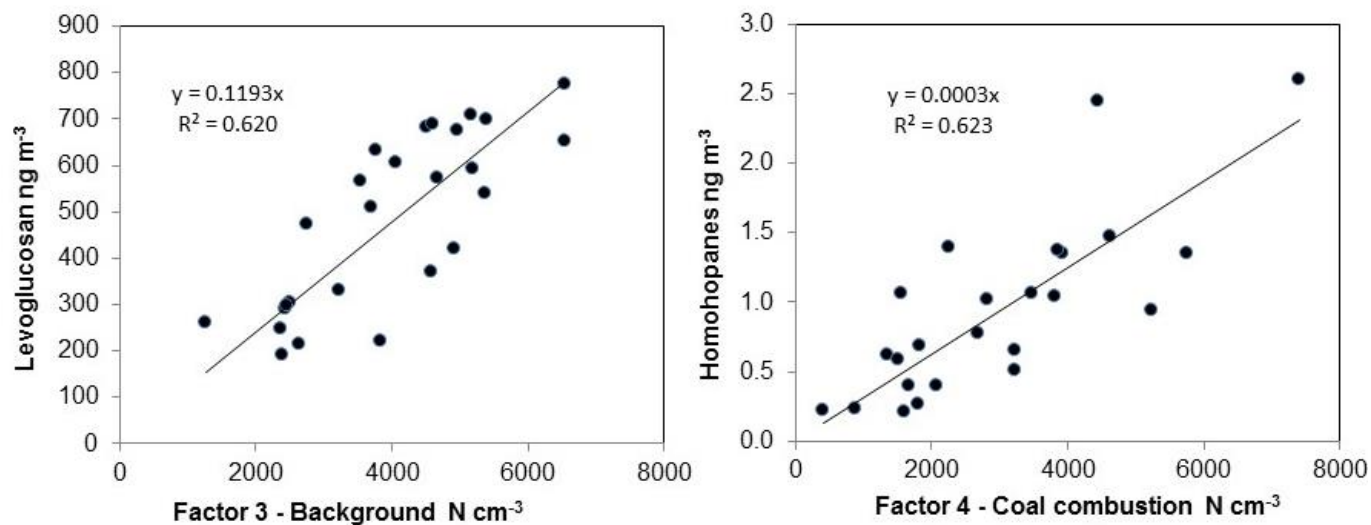 900
800
700
600
500
400
300
200
100
0
Levoglucosan ng m⁻³
y = 0.1193x
R² = 0.620
0 2000 4000 6000 8000
Factor 3 - Background N cm⁻³
3.0
2.5
2.0
1.5
1.0
0.5
0.0
Homohopanes ng m⁻³
y = 0.0003x
R² = 0.623
0 2000 4000 6000 8000
Factor 4 - Coal combustion N cm⁻³